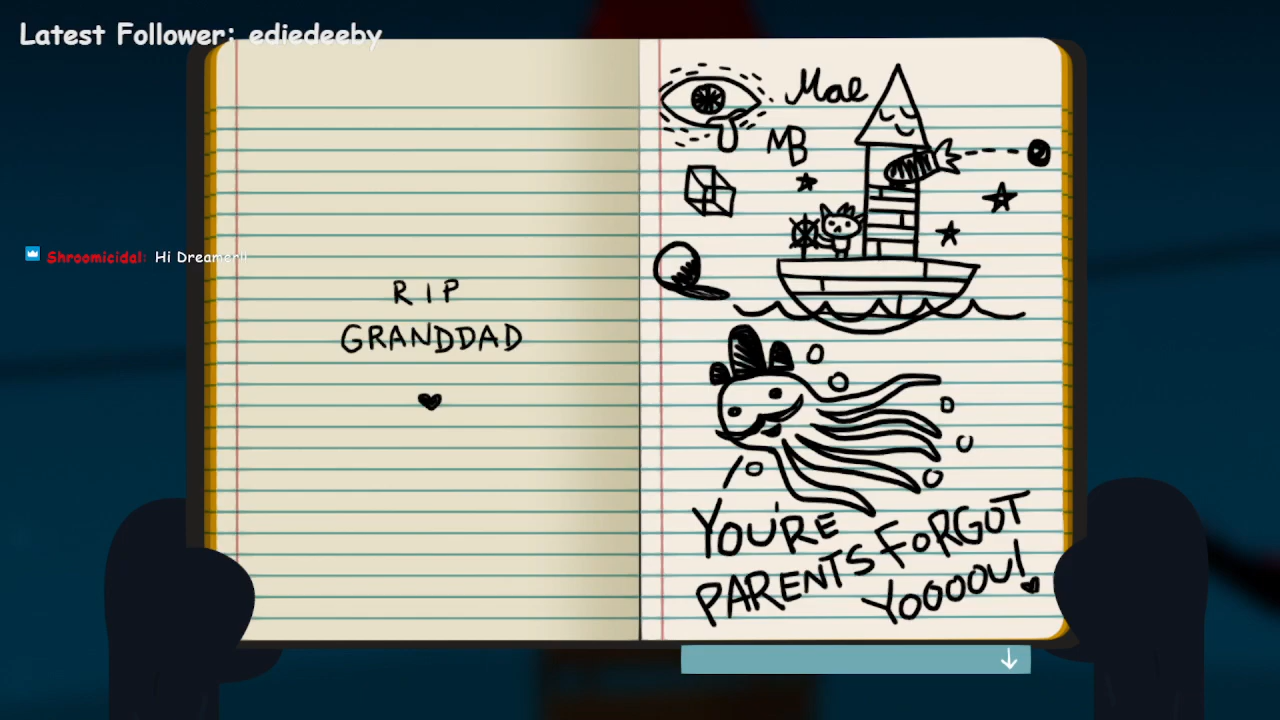 Latest Follower: ediedeeby
Shroomicidal: Hi Dreamer!!
RIP
GRANDDAD
Mae
MB
YOU'RE
PARENTS FORGOT
YOOOOU!